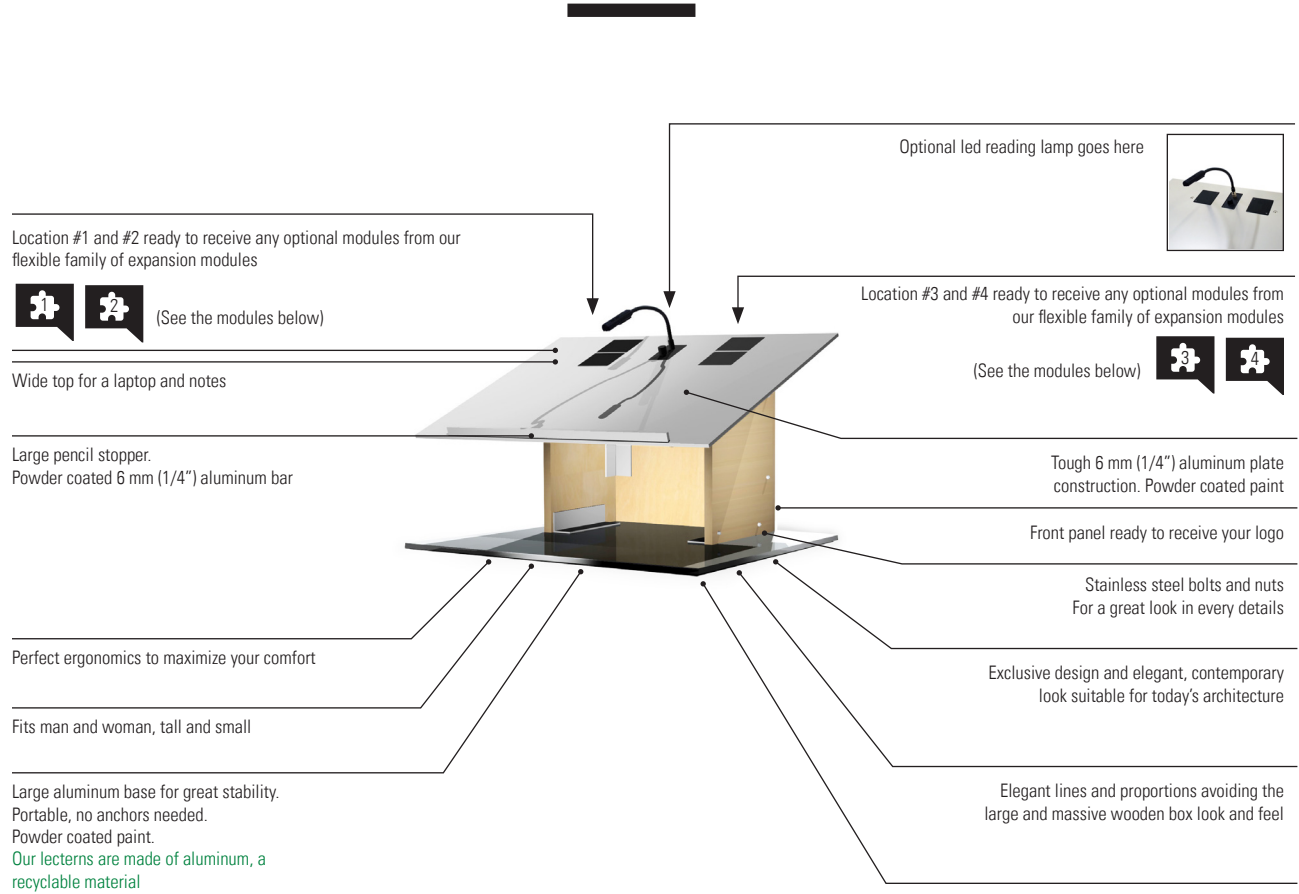 Optional led reading lamp goes here
Location #1 and #2 ready to receive any optional modules from our
flexible family of expansion modules
1
2
(See the modules below)
Location #3 and #4 ready to receive any optional modules from
our flexible family of expansion modules
(See the modules below)
3
4
Wide top for a laptop and notes
Large pencil stopper.
Powder coated 6 mm (1/4”) aluminum bar
Tough 6 mm (1/4”) aluminum plate
construction. Powder coated paint
Front panel ready to receive your logo
Stainless steel bolts and nuts
For a great look in every details
Perfect ergonomics to maximize your comfort
Exclusive design and elegant, contemporary
look suitable for today’s architecture
Fits man and woman, tall and small
Large aluminum base for great stability.
Portable, no anchors needed.
Powder coated paint.
Our lecterns are made of aluminum, a
recyclable material
Elegant lines and proportions avoiding the
large and massive wooden box look and feel